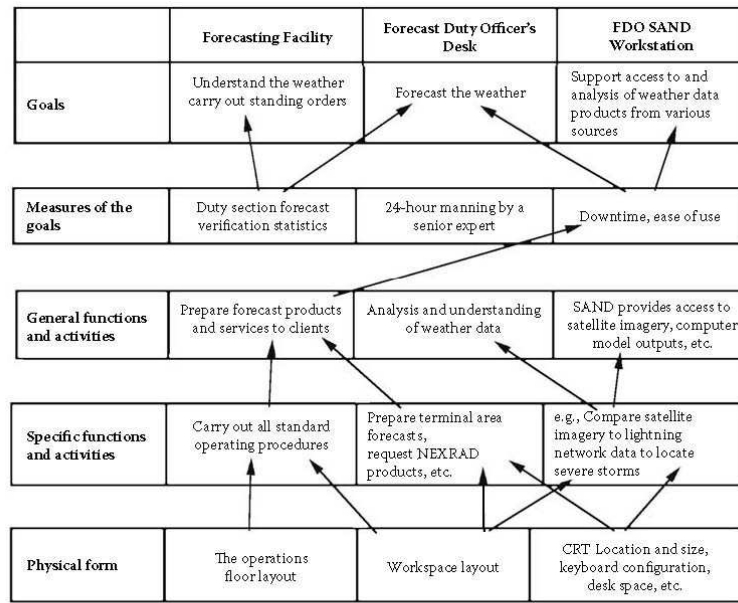 Forecasting Facility
Forecast Duty Officer's
Desk
FDO SAND
Workstation
Goals
Understand the weather
carry out standing orders
Forecast the weather
Support access to and
analysis of weather data
products from various
sources
Measures of the
goals
Duty section forecast
verification statistics
24-hour manning by a
senior expert
Downtime, ease of use
General functions
and activities
Prepare forecast products
and services to clients
Analysis and understanding
of weather data
SAND provides access to
satellite imagery, computer
model outputs, etc.
Specific functions
and activities
Carry out all standard
operating procedures
Prepare terminal area
forecasts,
request NEXRAD
products, etc.
e.g., Compare satellite
imagery to lightning
network data to locate
severe storms
Physical form
The operations
floor layout
Workspace layout
CRT Location and size,
keyboard configuration,
desk space, etc.